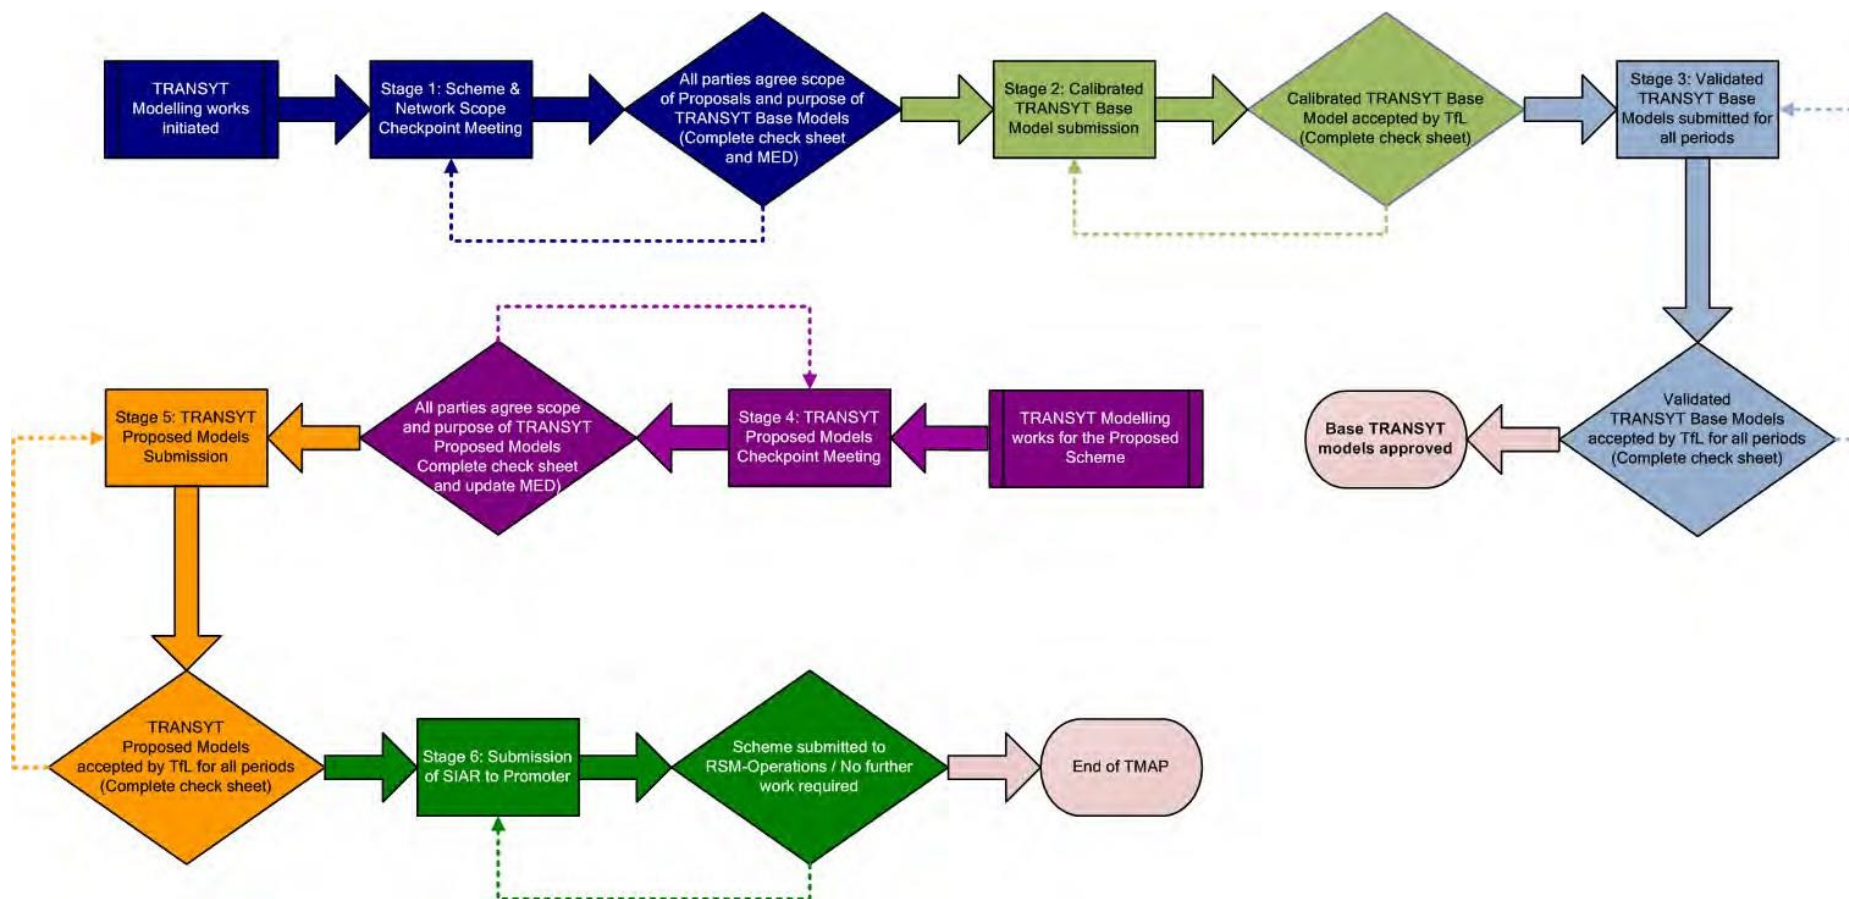 TRANSYT
Modelling works
initiated
Stage 1: Scheme &
Network Scope
Checkpoint Meeting
All parties agree scope
of Proposals and purpose of
TRANSYT Base Models
(Complete check sheet
and MED)
Stage 2: Calibrated
TRANSYT Base
Model submission
Calibrated TRANSYT Base
Model accepted by TfL
(Complete check sheet)
Stage 3: Validated
TRANSYT Base
Models submitted for
all periods
Validated
TRANSYT Base Models
accepted by TfL for all periods
(Complete check sheet)
Base TRANSYT
models approved
TRANSYT Modelling
works for the Proposed
Scheme
Stage 4: TRANSYT
Proposed Models
Checkpoint Meeting
All parties agree scope
and purpose of TRANSYT
Proposed Models
Complete check sheet
and update MED)
Stage 5: TRANSYT
Proposed Models
Submission
TRANSYT
Proposed Models
accepted by TfL for all periods
(Complete check sheet)
Stage 6: Submission
of SIAR to Promoter
Scheme submitted to
RSM-Operations / No further
work required
End of TMAP